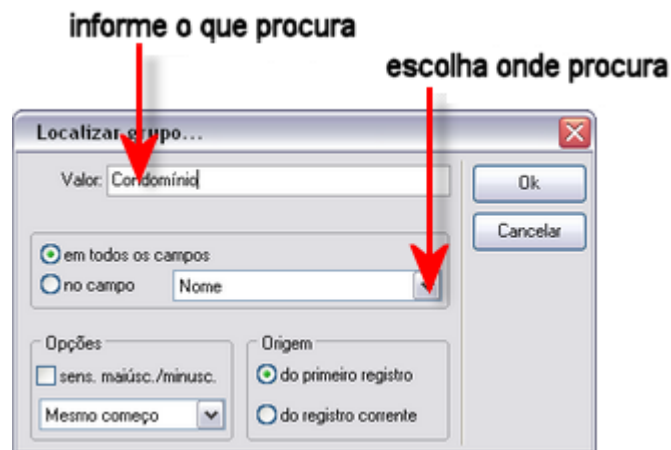 informe o que procura
escolha onde procura
Localizar grupo...
Valor: Condomínio
Ok
Cancelar
em todos os campos
no campo Nome
Opções Origem
sens. maiúsc./minusc. do primeiro registro
Mesmo começo do registro corrente